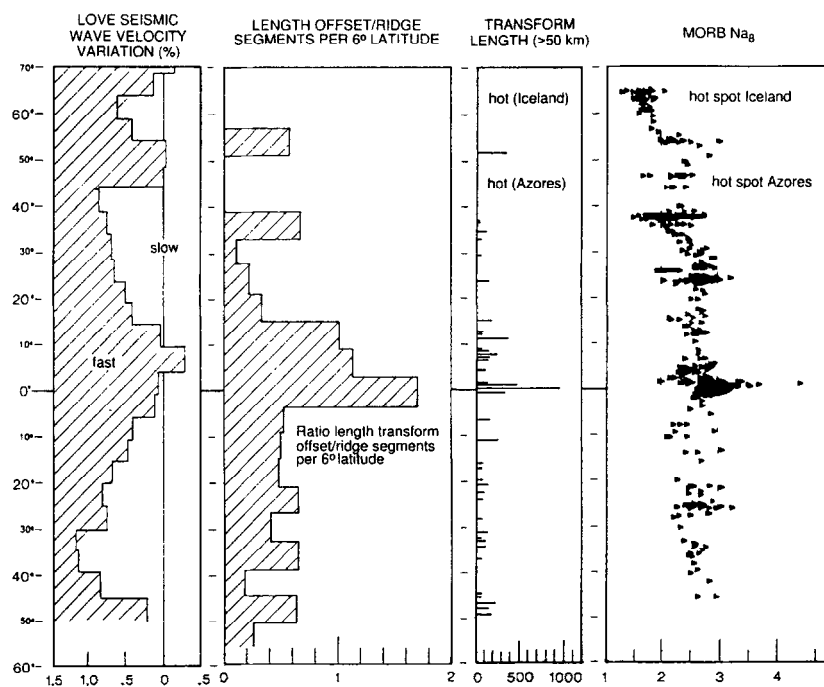 LOVE SEISMIC
WAVE VELOCITY
VARIATION (%)
LENGTH OFFSET/RIDGE
SEGMENTS PER 6º LATITUDE
TRANSFORM
LENGTH (>50 km)
MORB Na8
70°
60°
50°
40°
30°
20°
10°
0°
10°
20°
30°
40°
50°
60°
slow
fast
Ratio length transform
offset/ridge segments
per 6º latitude
hot (Iceland)
hot (Azores)
hot spot Iceland
hot spot Azores
1.5 1.0 .5 0 .5
0 1 2
0 500 1000
1 2 3 4